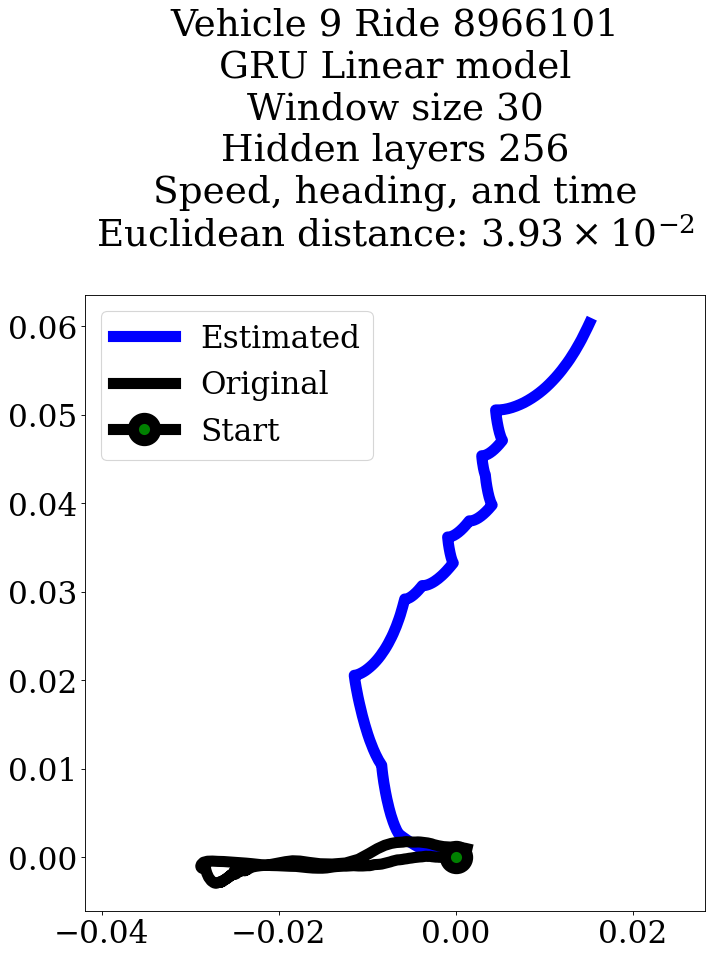 Vehicle 9 Ride 8966101
GRU Linear model
Window size 30
Hidden layers 256
Speed, heading, and time
Euclidean distance: 3.93 × 10⁻²
Estimated
Original
Start
0.06
0.05
0.04
0.03
0.02
0.01
0.00
−0.04 −0.02 0.00 0.02